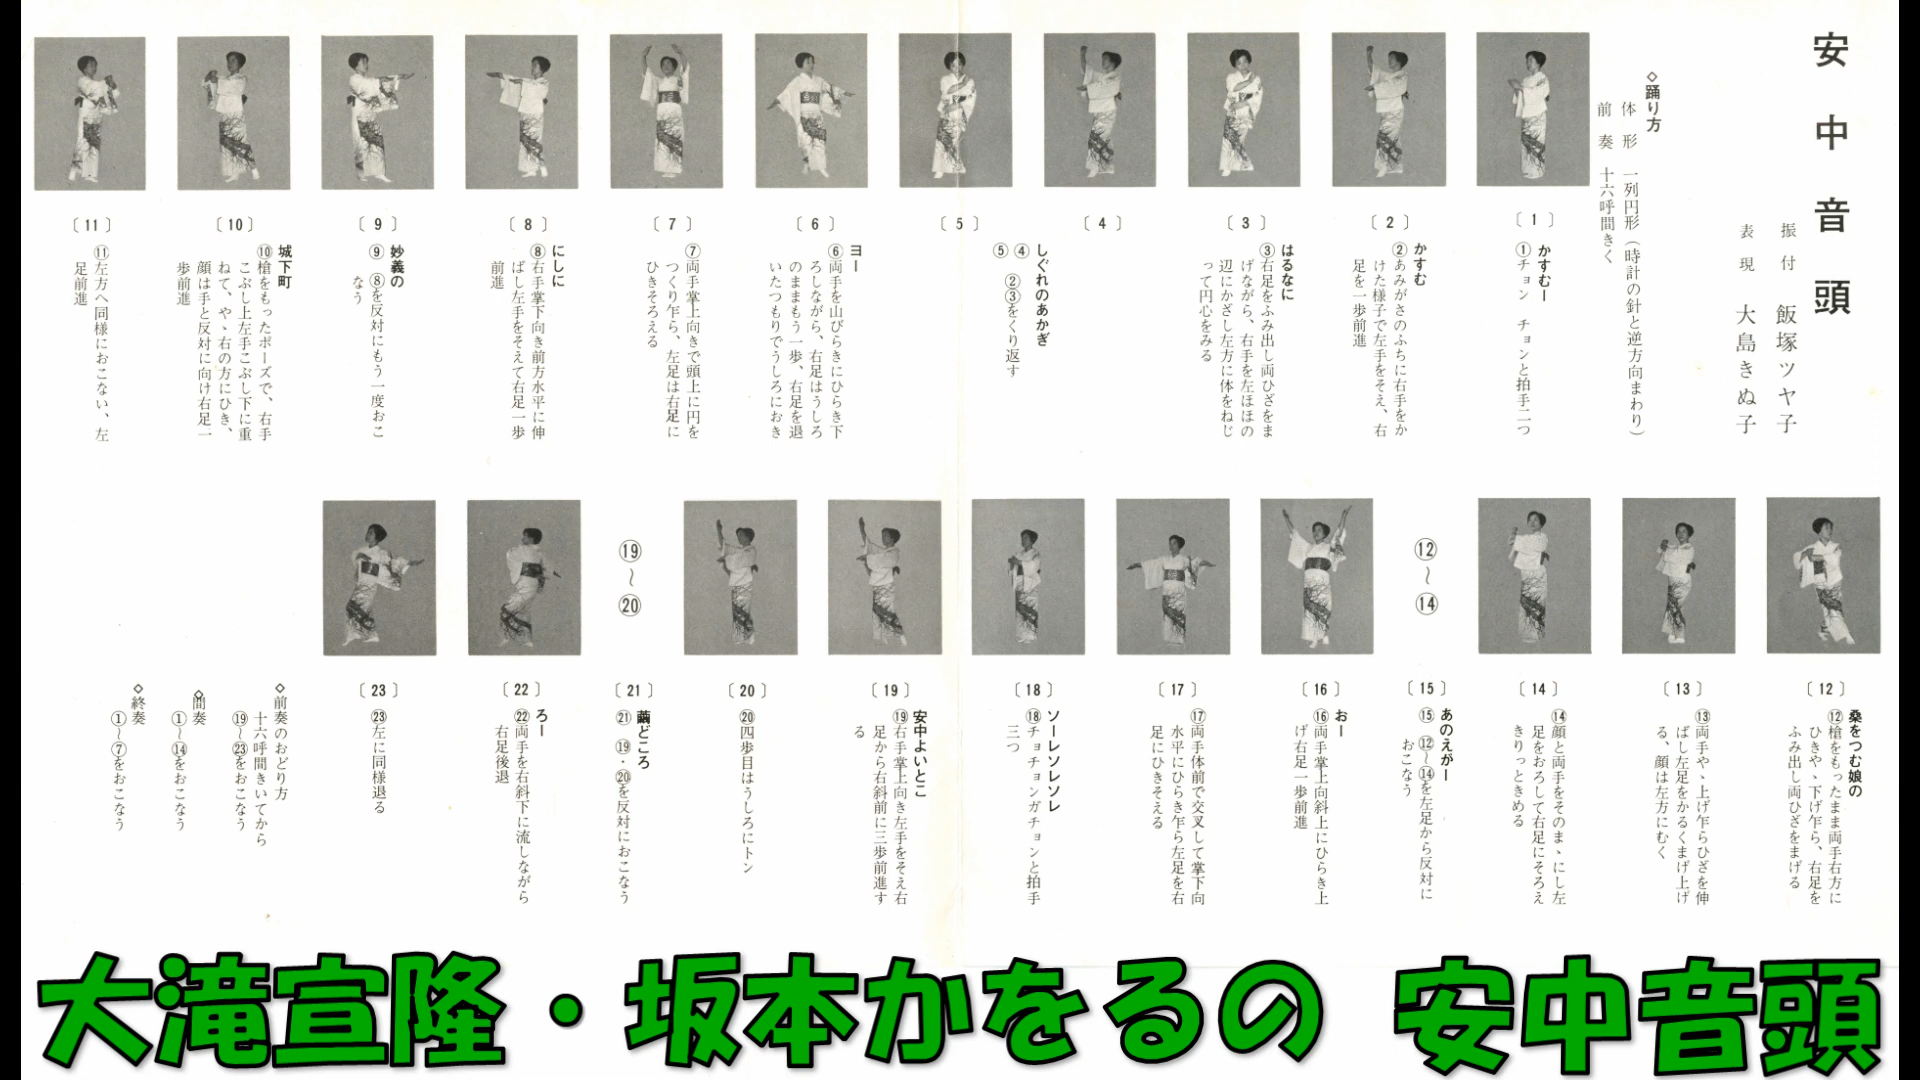 安中音頭
振付 飯塚ツヤ子
表現 大島きぬ子
◇踊り方
体形 一列円形（時計の針と逆方向まわり）
前奏 十六呼間きく
〔1〕
かすむー
①チョン チョンと拍手二つ
〔2〕
かすむ
②あみがさのふちに右手をか
けた様子で左手をそえ、右
足を一歩前進
〔3〕
はるなに
③右足をふみ出し両ひざをま
げながら、右手を左ほほの
辺にかざし左方に体をねじ
って円心をみる
〔4〕
〔5〕
しぐれのあかぎ
④
⑤ ②③をくり返す
〔6〕
ヨー
⑥両手を山びらきにひらき下
ろしながら、右足はうしろ
のままもう一歩、右足を退
いたつもりでうしろにおき
〔7〕
⑦両手掌上向きで頭上に円を
つくり乍ら、左足は右足に
ひきそろえる
〔8〕
にしに
⑧右手掌下向き前方水平に伸
ばし左手をそえて右足一歩
前進
〔9〕
妙義の
⑨ ⑧を反対にもう一度おこ
なう
〔10〕
城下町
⑩槍をもったポーズで、右手
こぶし上左手こぶし下に重
ねて、やゝ右の方にひき、
顔は手と反対に向け右足一
歩前進
〔11〕
⑪左方へ同様におこない、左
足前進
〔12〕
桑をつむ娘の
⑫槍をもったまま両手右方に
ひきやゝ下げ乍ら、右足を
ふみ出し両ひざをまげる
〔13〕
⑬両手やゝ上げ乍らひざを伸
ばし左足をかるくまげ上げ
る、顔は左方にむく
〔14〕
⑭顔と両手をそのまゝにし左
足をおろして右足にそろえ
きりっときめる
⑫〜⑭
〔15〕
あのえがー
⑮ ⑫〜⑭を左足から反対に
おこなう
〔16〕
おー
⑯両手掌上向斜上にひらき上
げ右足一歩前進
〔17〕
⑰両手体前で交叉して掌下向
水平にひらき乍ら左足を右
足にひきそえる
〔18〕
ソーレソレソレ
⑱チョチョンガチョンと拍手
三つ
〔19〕
安中よいとこ
⑲右手掌上向き左手をそえ右
足から右斜前に三歩前進す
る
〔20〕
⑳四歩目はうしろにトン
⑲〜⑳
〔21〕
繭どころ
㉑ ⑲・⑳を反対におこなう
〔22〕
ろー
㉒両手を右斜下に流しながら
右足後退
〔23〕
㉓左に同様退る
◇前奏のおどり方
十六呼間きいてから
⑲〜㉓をおこなう
◇間奏
①〜⑭をおこなう
◇終奏
①〜⑦をおこなう
大滝宣隆・坂本かをるの 安中音頭